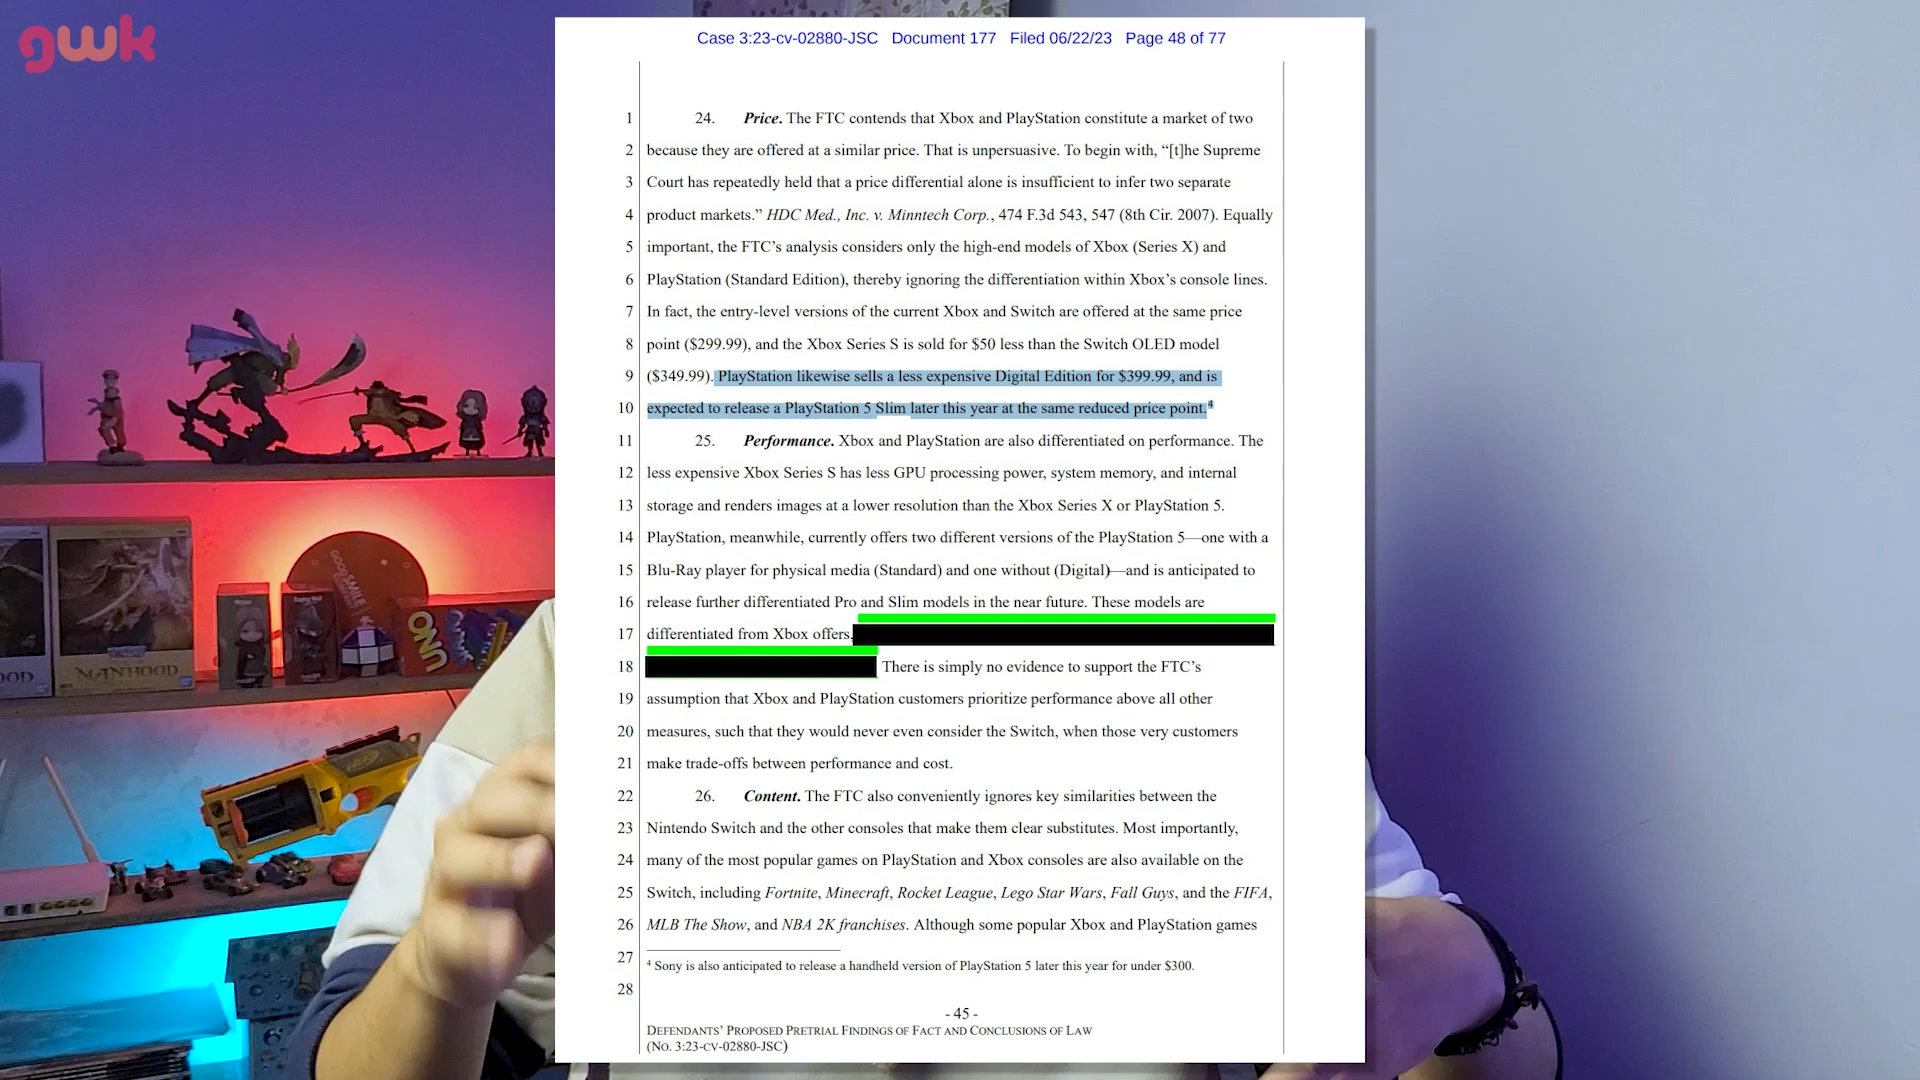 gwk
Case 3:23-cv-02880-JSC Document 177 Filed 06/22/23 Page 48 of 77
1 24. Price. The FTC contends that Xbox and PlayStation constitute a market of two
2 because they are offered at a similar price. That is unpersuasive. To begin with, “[t]he Supreme
3 Court has repeatedly held that a price differential alone is insufficient to infer two separate
4 product markets.” HDC Med., Inc. v. Minntech Corp., 474 F.3d 543, 547 (8th Cir. 2007). Equally
5 important, the FTC’s analysis considers only the high-end models of Xbox (Series X) and
6 PlayStation (Standard Edition), thereby ignoring the differentiation within Xbox’s console lines.
7 In fact, the entry-level versions of the current Xbox and Switch are offered at the same price
8 point ($299.99), and the Xbox Series S is sold for $50 less than the Switch OLED model
9 ($349.99). PlayStation likewise sells a less expensive Digital Edition for $399.99, and is
10 expected to release a PlayStation 5 Slim later this year at the same reduced price point.4
11 25. Performance. Xbox and PlayStation are also differentiated on performance. The
12 less expensive Xbox Series S has less GPU processing power, system memory, and internal
13 storage and renders images at a lower resolution than the Xbox Series X or PlayStation 5.
14 PlayStation, meanwhile, currently offers two different versions of the PlayStation 5—one with a
15 Blu-Ray player for physical media (Standard) and one without (Digital)—and is anticipated to
16 release further differentiated Pro and Slim models in the near future. These models are
17 differentiated from Xbox offers,
18 There is simply no evidence to support the FTC’s
19 assumption that Xbox and PlayStation customers prioritize performance above all other
20 measures, such that they would never even consider the Switch, when those very customers
21 make trade-offs between performance and cost.
22 26. Content. The FTC also conveniently ignores key similarities between the
23 Nintendo Switch and the other consoles that make them clear substitutes. Most importantly,
24 many of the most popular games on PlayStation and Xbox consoles are also available on the
25 Switch, including Fortnite, Minecraft, Rocket League, Lego Star Wars, Fall Guys, and the FIFA,
26 MLB The Show, and NBA 2K franchises. Although some popular Xbox and PlayStation games
27 4 Sony is also anticipated to release a handheld version of PlayStation 5 later this year for under $300.
28
- 45 -
DEFENDANTS’ PROPOSED PRETRIAL FINDINGS OF FACT AND CONCLUSIONS OF LAW
(NO. 3:23-CV-02880-JSC)
GOOD SMILE
UNO
MANHOOD
OOD
NERF